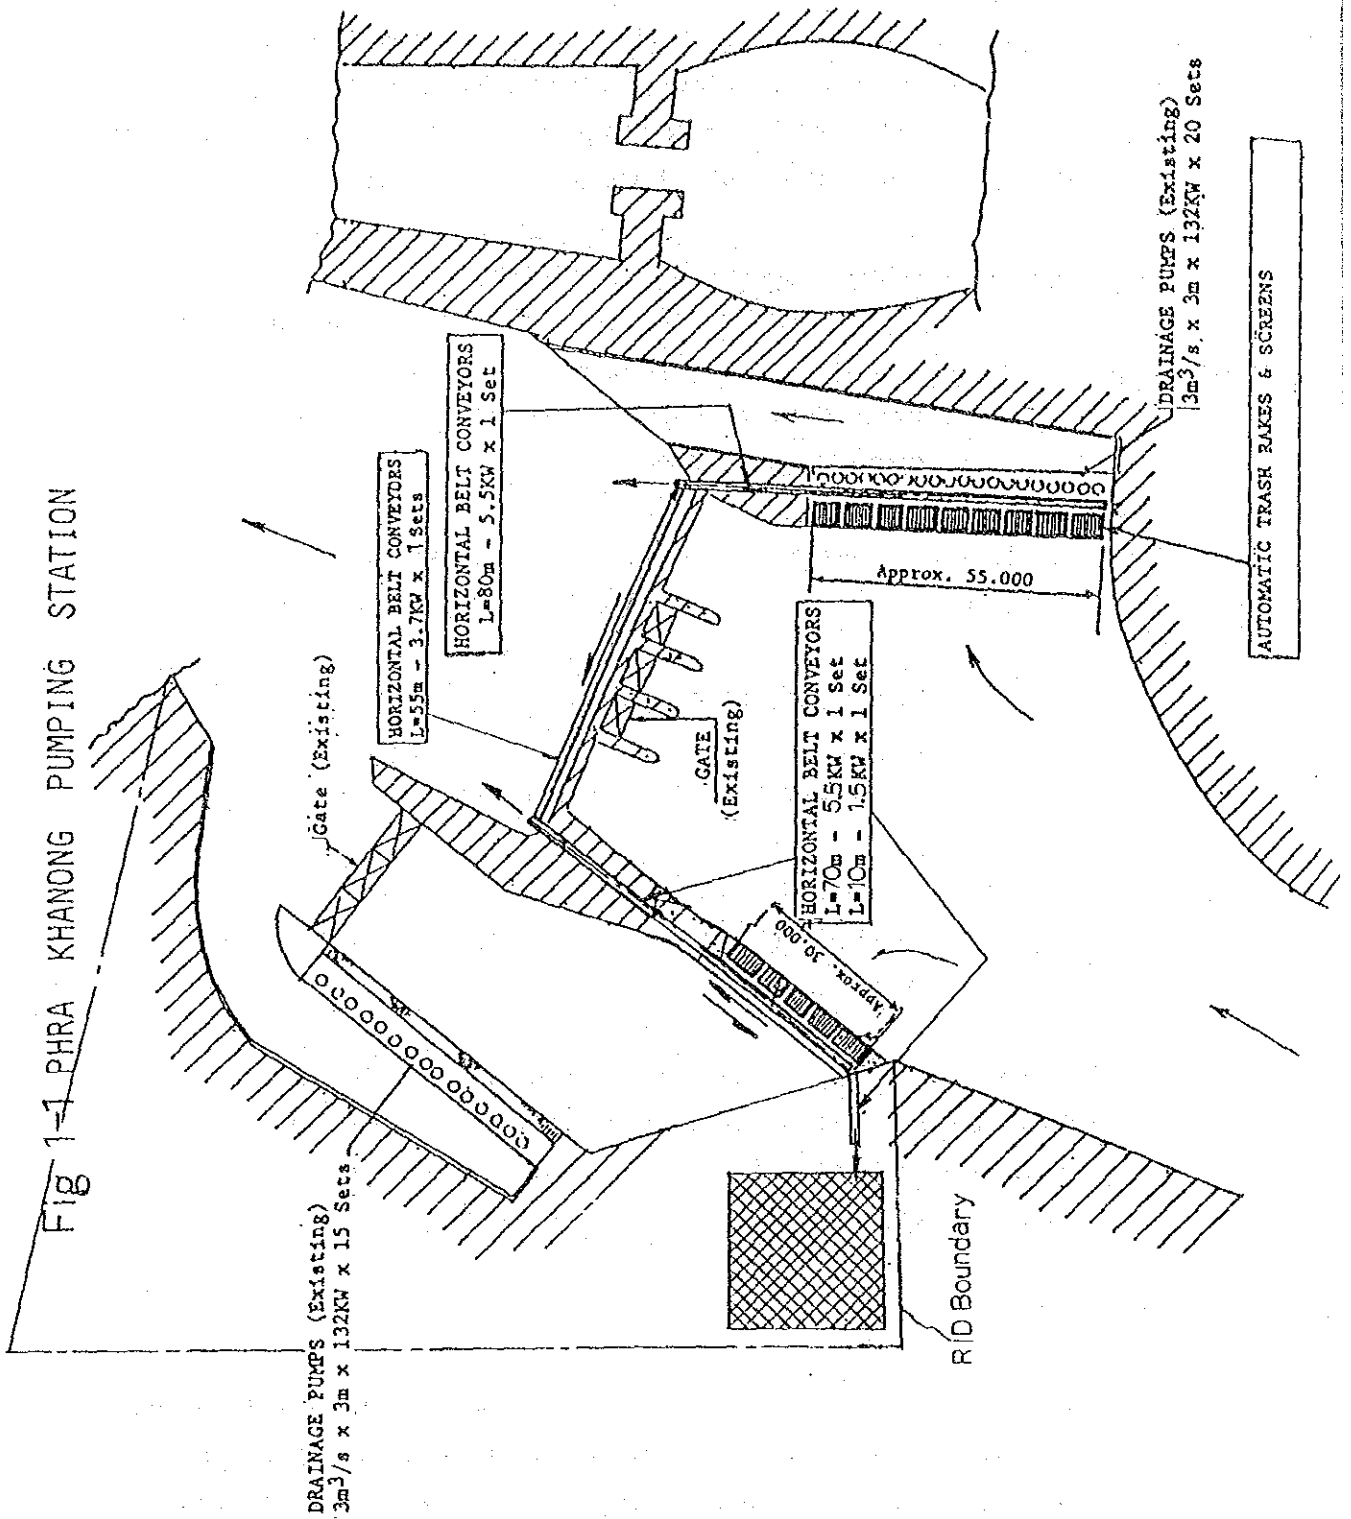 Fig 1-1 PHRA KHANONG PUMPING STATION
DRAINAGE PUMPS (Existing)
3m³/s x 3m x 132KW x 15 Sets
Gate (Existing)
HORIZONTAL BELT CONVEYORS
L=55m - 3.7KW x 1 Sets
HORIZONTAL BELT CONVEYORS
L=80m - 5.5KW x 1 Set
GATE
(Existing)
HORIZONTAL BELT CONVEYORS
L=70m - 5.5KW x 1 Set
L=10m - 1.5KW x 1 Set
Approx. 30.000
Approx. 55.000
RID Boundary
DRAINAGE PUMPS (Existing)
3m³/s x 3m x 132KW x 20 Sets
AUTOMATIC TRASH RAKES & SCREENS